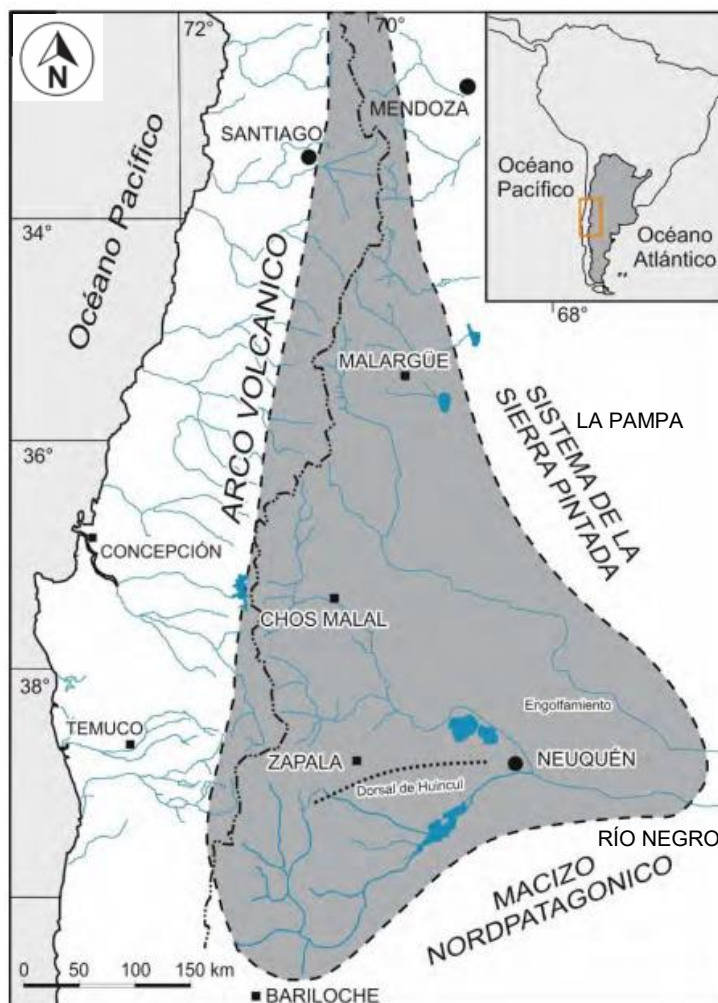 N
72°
70°
MENDOZA
SANTIAGO
Océano Pacífico
Océano
Pacífico
Océano
Atlántico
34°
68°
ARCO VOLCANICO
MALARGÜE
SISTEMA DE LA
SIERRA PINTADA
LA PAMPA
36°
CONCEPCIÓN
CHOS MALAL
38°
Engolfamiento
TEMUCO
ZAPALA
NEUQUÉN
Dorsal de Huincul
RÍO NEGRO
MACIZO
NORDPATAGONICO
0 50 100 150 km
BARILOCHE